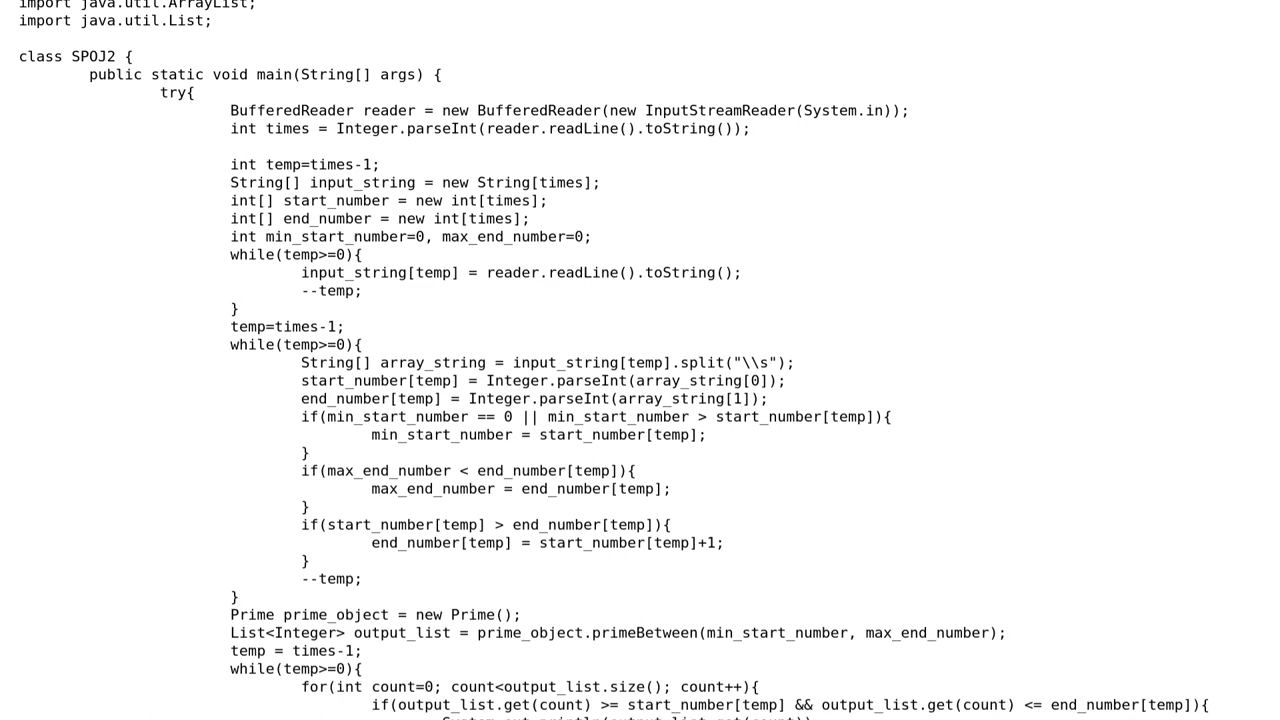 import java.util.ArrayList;
import java.util.List;

class SPOJ2 {
        public static void main(String[] args) {
                try{
                        BufferedReader reader = new BufferedReader(new InputStreamReader(System.in));
                        int times = Integer.parseInt(reader.readLine().toString());

                        int temp=times-1;
                        String[] input_string = new String[times];
                        int[] start_number = new int[times];
                        int[] end_number = new int[times];
                        int min_start_number=0, max_end_number=0;
                        while(temp>=0){
                                input_string[temp] = reader.readLine().toString();
                                --temp;
                        }
                        temp=times-1;
                        while(temp>=0){
                                String[] array_string = input_string[temp].split("\\s");
                                start_number[temp] = Integer.parseInt(array_string[0]);
                                end_number[temp] = Integer.parseInt(array_string[1]);
                                if(min_start_number == 0 || min_start_number > start_number[temp]){
                                        min_start_number = start_number[temp];
                                }
                                if(max_end_number < end_number[temp]){
                                        max_end_number = end_number[temp];
                                }
                                if(start_number[temp] > end_number[temp]){
                                        end_number[temp] = start_number[temp]+1;
                                }
                                --temp;
                        }
                        Prime prime_object = new Prime();
                        List<Integer> output_list = prime_object.primeBetween(min_start_number, max_end_number);
                        temp = times-1;
                        while(temp>=0){
                                for(int count=0; count<output_list.size(); count++){
                                        if(output_list.get(count) >= start_number[temp] && output_list.get(count) <= end_number[temp]){
                                                System.out.println(output_list.get(count));